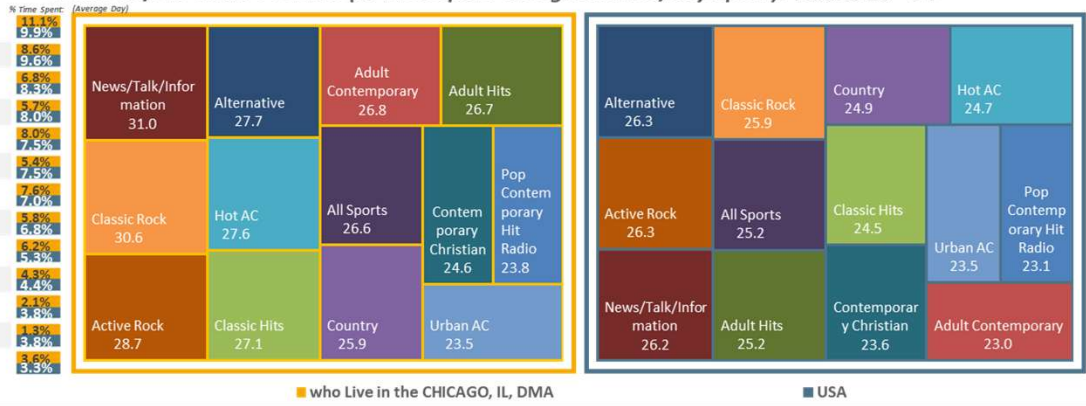 % Time Spent: (Average Day)
11.1%
9.9%
8.6%
9.6%
6.8%
8.3%
5.7%
8.0%
8.0%
7.5%
5.4%
7.5%
7.6%
7.0%
5.8%
6.8%
6.2%
5.3%
4.3%
4.4%
2.1%
3.8%
1.3%
3.8%
3.6%
3.3%
News/Talk/Infor
mation
31.0
Alternative
27.7
Adult
Contemporary
26.8
Adult Hits
26.7
Classic Rock
30.6
Hot AC
27.6
All Sports
26.6
Contem
porary
Christian
24.6
Pop
Contem
porary
Hit
Radio
23.8
Active Rock
28.7
Classic Hits
27.1
Country
25.9
Urban AC
23.5
Alternative
26.3
Classic Rock
25.9
Country
24.9
Hot AC
24.7
Active Rock
26.3
All Sports
25.2
Classic Hits
24.5
Urban AC
23.5
Pop
Contemp
orary Hit
Radio
23.1
News/Talk/Infor
mation
26.2
Adult Hits
25.2
Contemporar
y Christian
23.6
Adult Contemporary
23.0
who Live in the CHICAGO, IL, DMA
USA